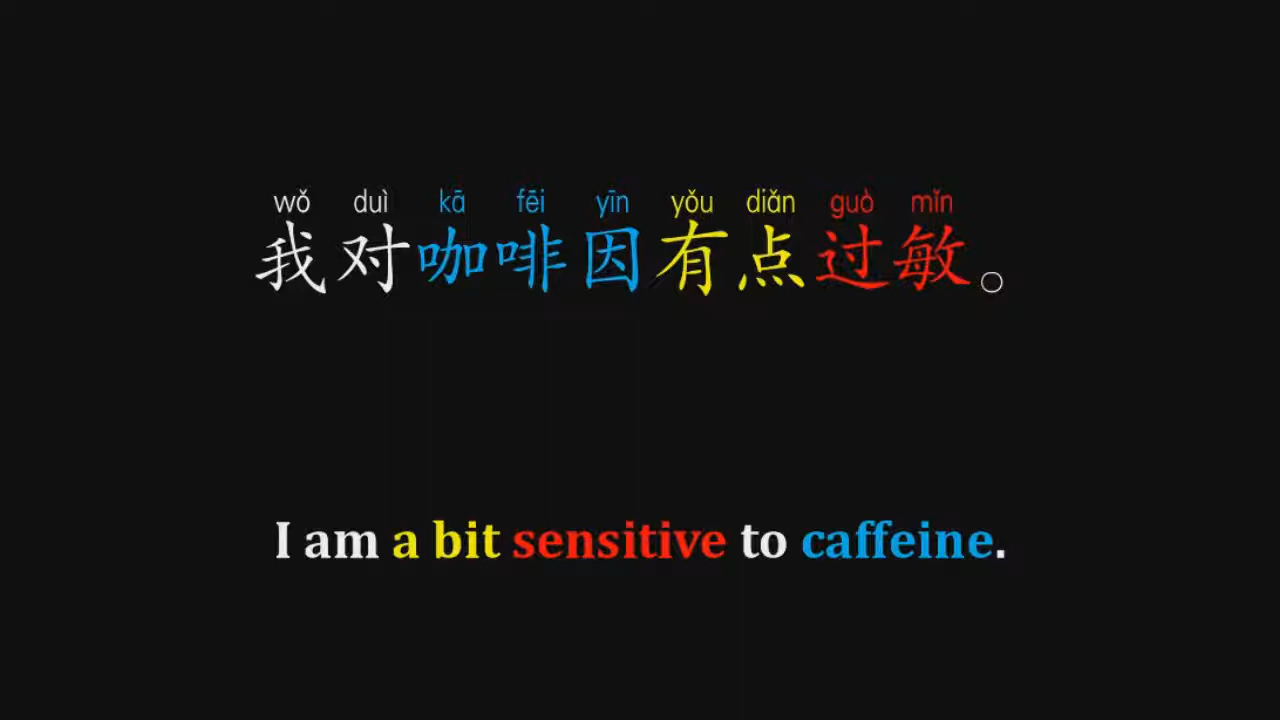 wǒ duì kā fēi yīn yǒu diǎn guò mǐn
我对咖啡因有点过敏。
I am a bit sensitive to caffeine.